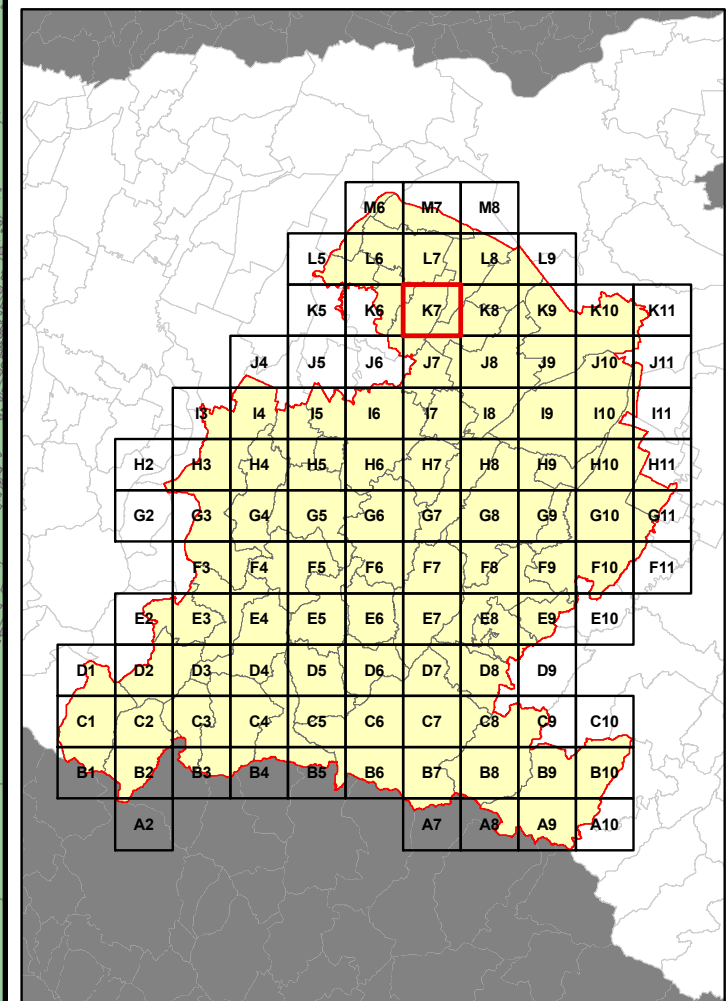 M6 M7 M8
L5 L6 L7 L8 L9
K5 K6 K7 K8 K9 K10 K11
J4 J5 J6 J7 J8 J9 J10 J11
I3 I4 I5 I6 I7 I8 I9 I10 I11
H2 H3 H4 H5 H6 H7 H8 H9 H10 H11
G2 G3 G4 G5 G6 G7 G8 G9 G10 G11
F3 F4 F5 F6 F7 F8 F9 F10 F11
E2 E3 E4 E5 E6 E7 E8 E9 E10
D1 D2 D3 D4 D5 D6 D7 D8 D9
C1 C2 C3 C4 C5 C6 C7 C8 C9 C10
B1 B2 B3 B4 B5 B6 B7 B8 B9 B10
A2 A7 A8 A9 A10